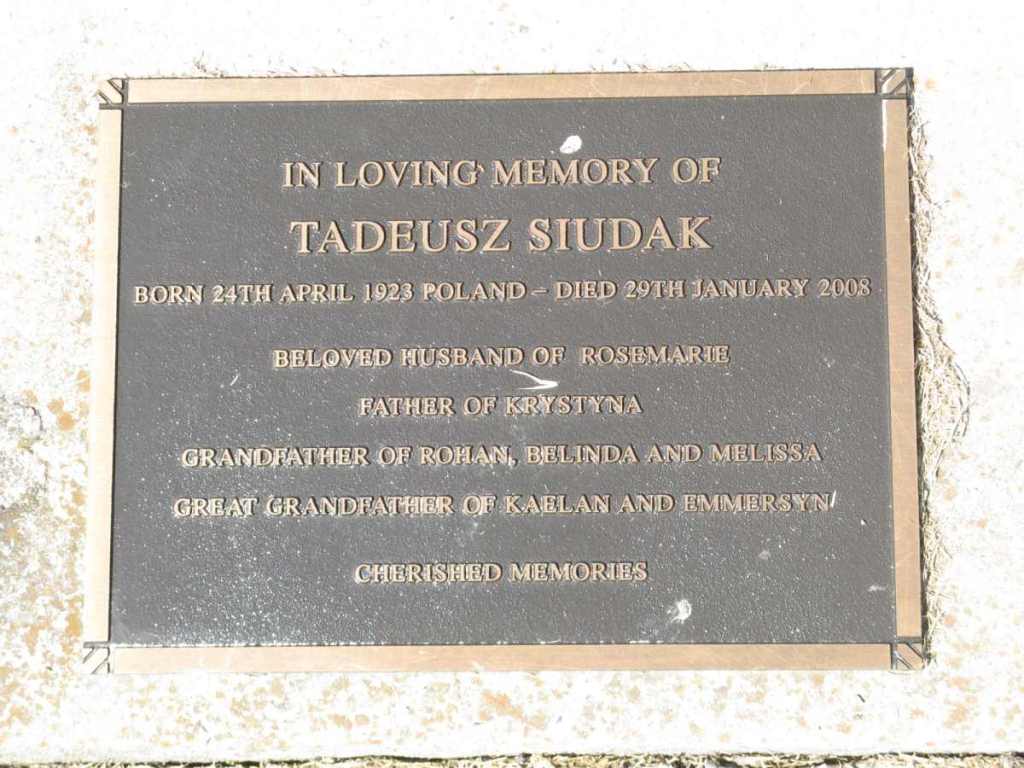 IN LOVING MEMORY OF
TADEUSZ SIUDAK
BORN 24TH APRIL 1923 POLAND – DIED 29TH JANUARY 2008
BELOVED HUSBAND OF ROSEMARIE
FATHER OF KRYSTYNA
GRANDFATHER OF ROHAN, BELINDA AND MELISSA
GREAT GRANDFATHER OF KAELAN AND EMMERSYN
CHERISHED MEMORIES